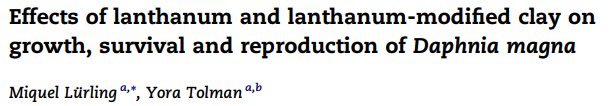 Effects of lanthanum and lanthanum-modified clay on
growth, survival and reproduction of Daphnia magna
Miquel Lürling a,*, Yora Tolman a,b